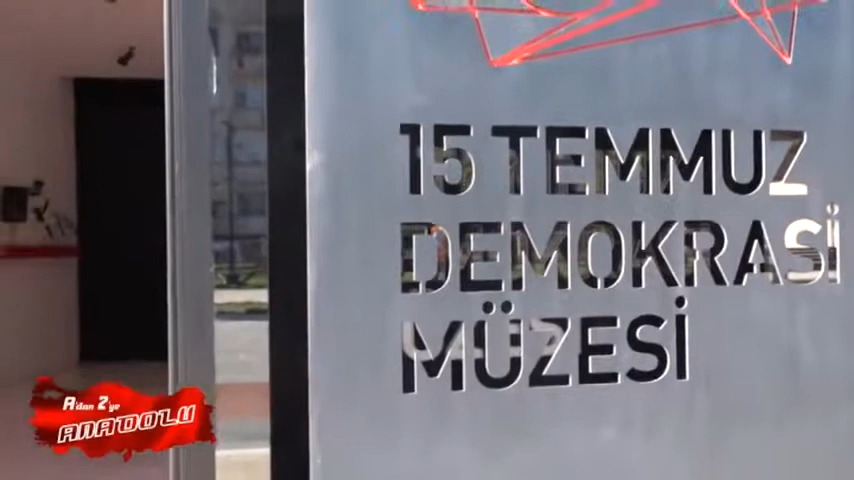 15 TEMMUZ
DEMOKRASİ
MÜZESİ
A'dan Z'ye
ANADOLU